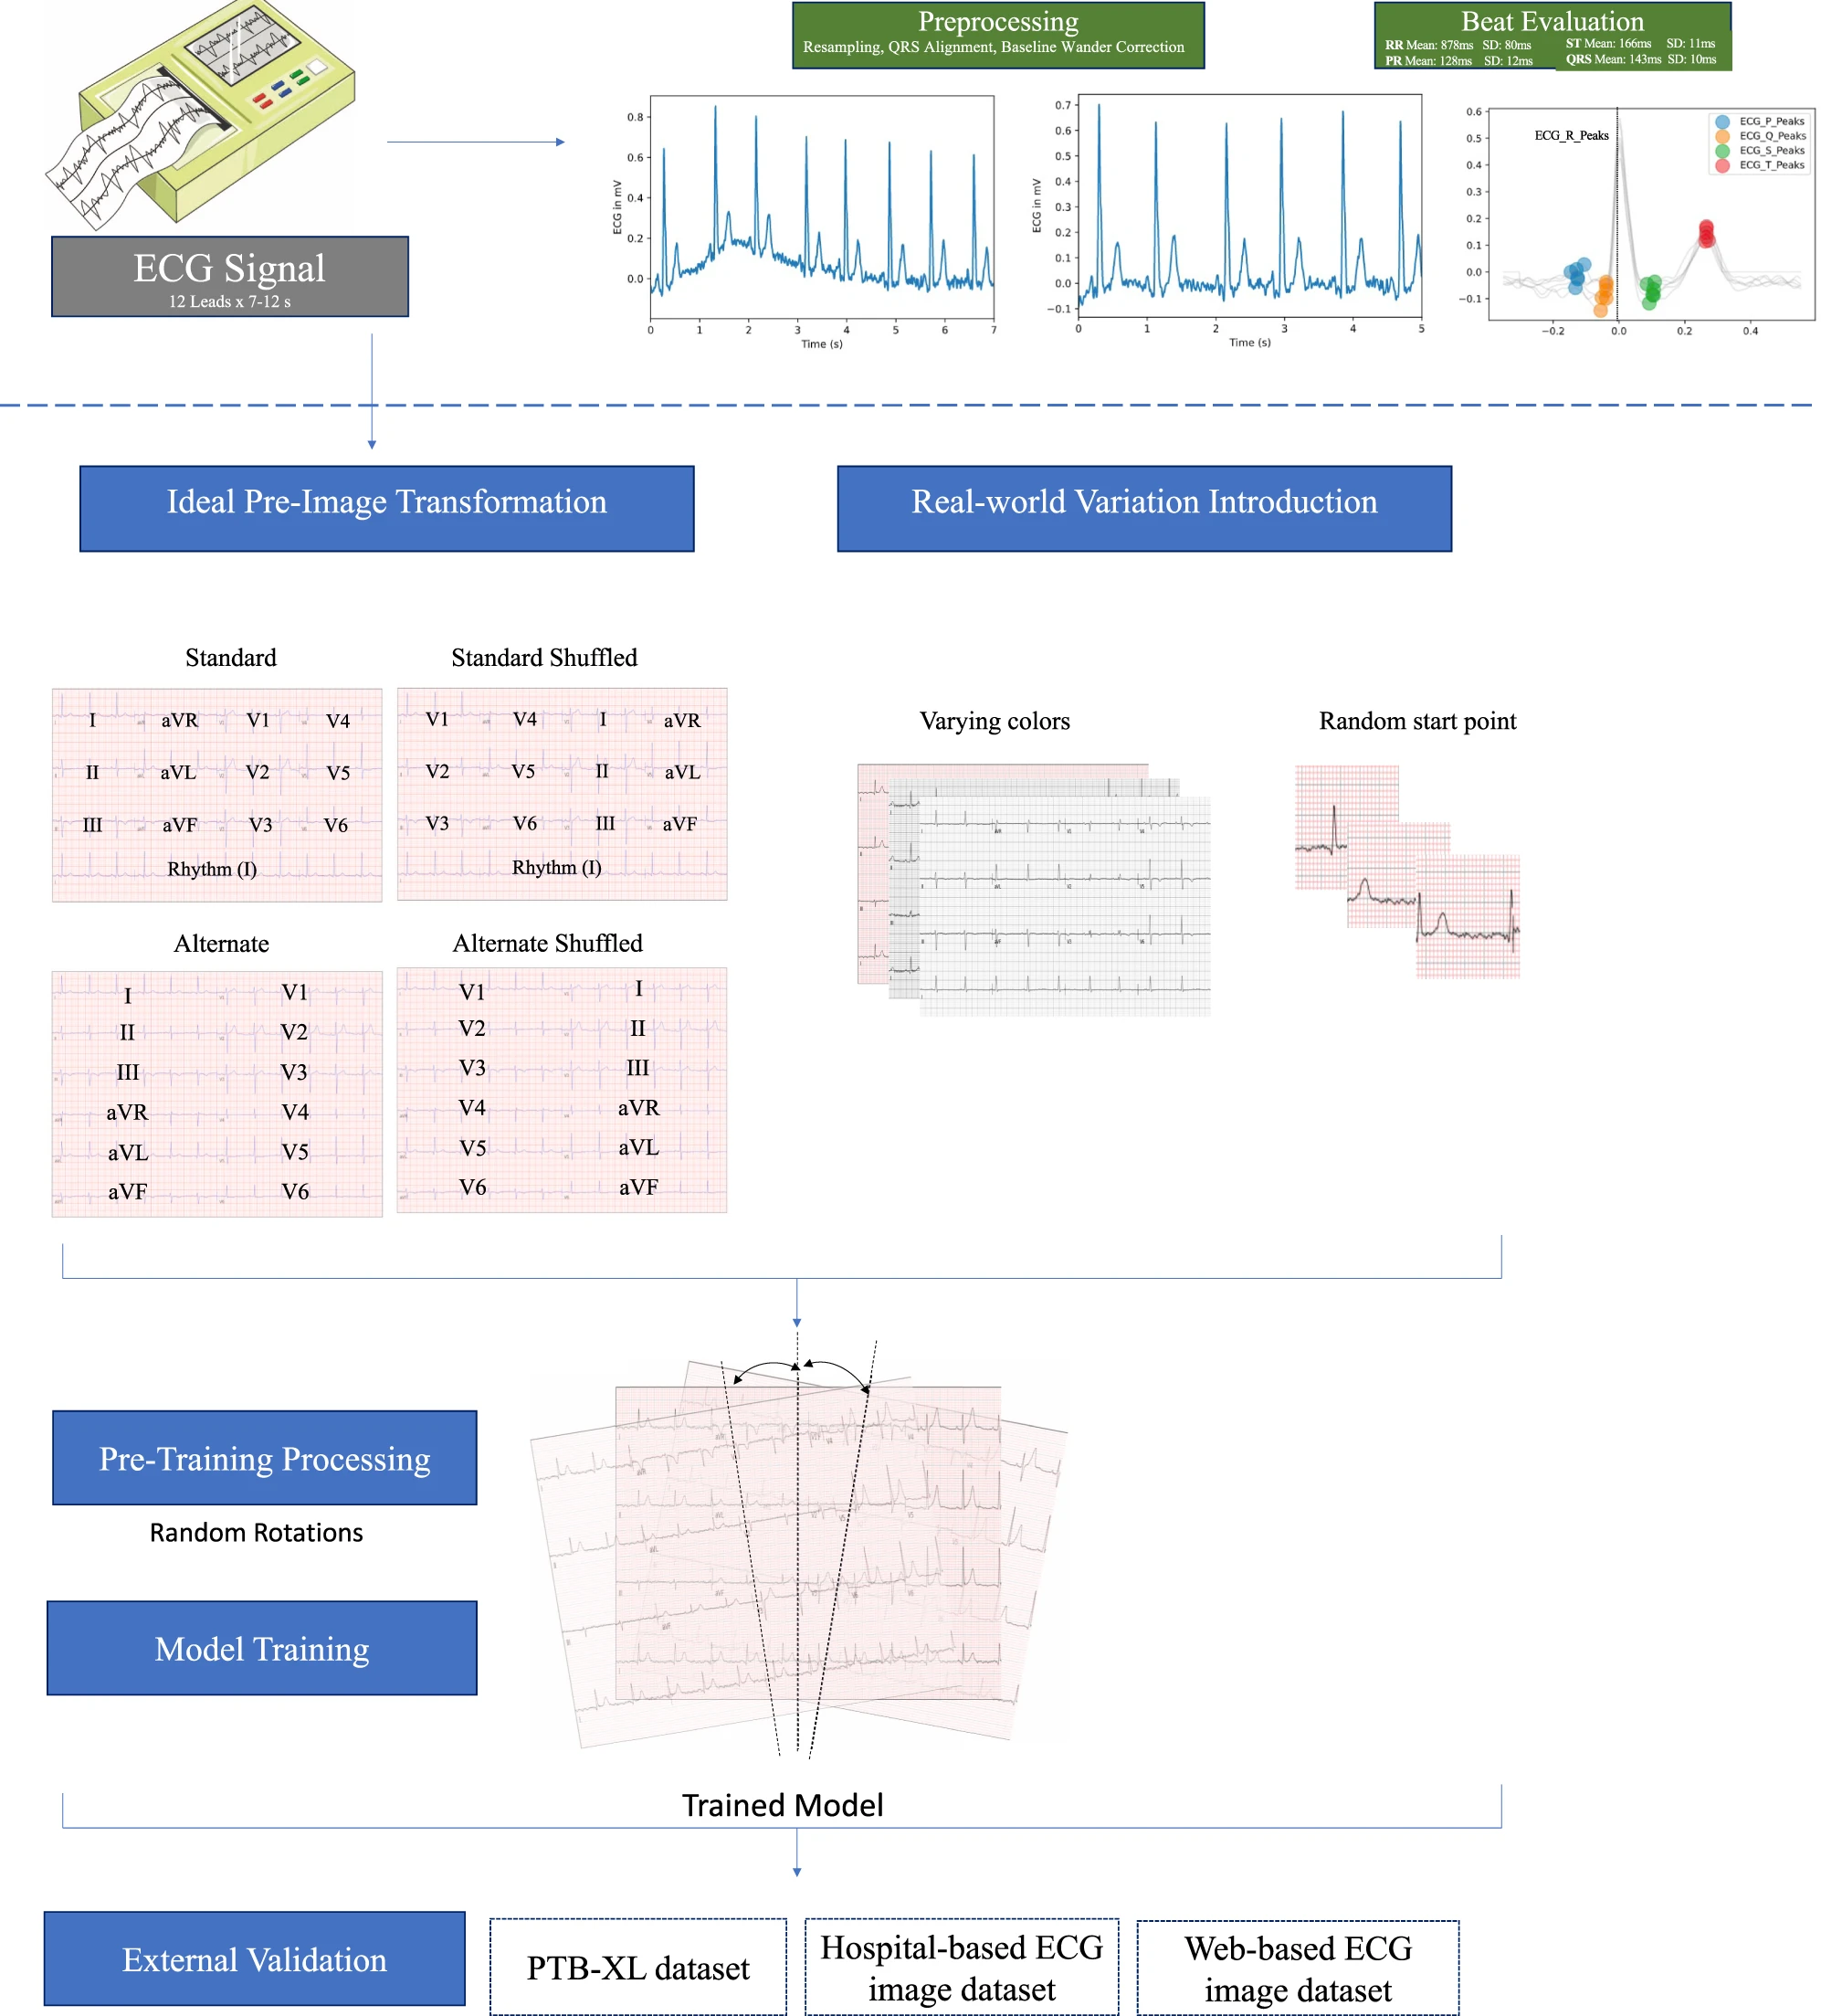 Preprocessing
Resampling, QRS Alignment, Baseline Wander Correction
Beat Evaluation
RR Mean: 878ms SD: 80ms ST Mean: 166ms SD: 11ms
PR Mean: 128ms SD: 12ms QRS Mean: 143ms SD: 10ms
ECG Signal
12 Leads x 7-12 s
ECG in mV
0.8
0.6
0.4
0.2
0.0
0 1 2 3 4 5 6 7
Time (s)
ECG in mV
0.7
0.6
0.5
0.4
0.3
0.2
0.1
0.0
−0.1
0 1 2 3 4 5
Time (s)
0.6
0.5
0.4
0.3
0.2
0.1
0.0
−0.1
−0.2 0.0 0.2 0.4
ECG_R_Peaks
ECG_P_Peaks
ECG_Q_Peaks
ECG_S_Peaks
ECG_T_Peaks
Ideal Pre-Image Transformation
Real-world Variation Introduction
Standard
I aVR V1 V4
II aVL V2 V5
III aVF V3 V6
Rhythm (I)
Standard Shuffled
V1 V4 I aVR
V2 V5 II aVL
V3 V6 III aVF
Rhythm (I)
Alternate
I V1
II V2
III V3
aVR V4
aVL V5
aVF V6
Alternate Shuffled
V1 I
V2 II
V3 III
V4 aVR
V5 aVL
V6 aVF
Varying colors
Random start point
Pre-Training Processing
Random Rotations
Model Training
Trained Model
External Validation
PTB-XL dataset
Hospital-based ECG
image dataset
Web-based ECG
image dataset